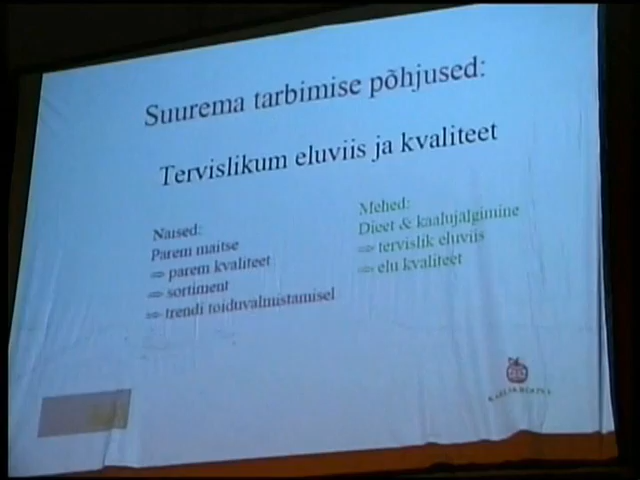 Suurema tarbimise põhjused:
Tervislikum eluviis ja kvaliteet
Naised:
Parem maitse
⇨ parem kvaliteet
⇨ sortiment
⇨ trendi toiduvalmistamisel
Mehed:
Dieet & kaalujälgimine
⇨ tervislik eluviis
⇨ elu kvaliteet